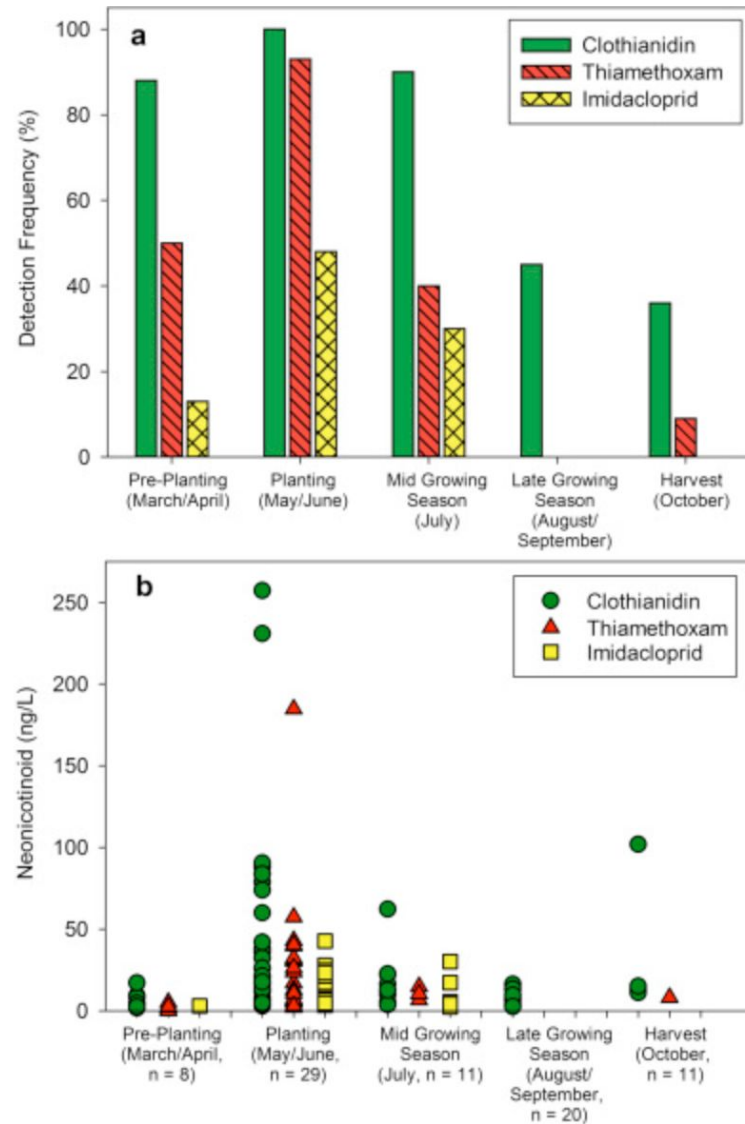 a
Clothianidin
Thiamethoxam
Imidacloprid
Detection Frequency (%)
100
80
60
40
20
0
Pre-Planting
(March/April)
Planting
(May/June)
Mid Growing
Season
(July)
Late Growing
Season
(August/
September)
Harvest
(October)
b
Clothianidin
Thiamethoxam
Imidacloprid
Neonicotinoid (ng/L)
250
200
150
100
50
0
Pre-Planting
(March/April,
n = 8)
Planting
(May/June,
n = 29)
Mid Growing
Season
(July, n = 11)
Late Growing
Season
(August/
September,
n = 20)
Harvest
(October,
n = 11)